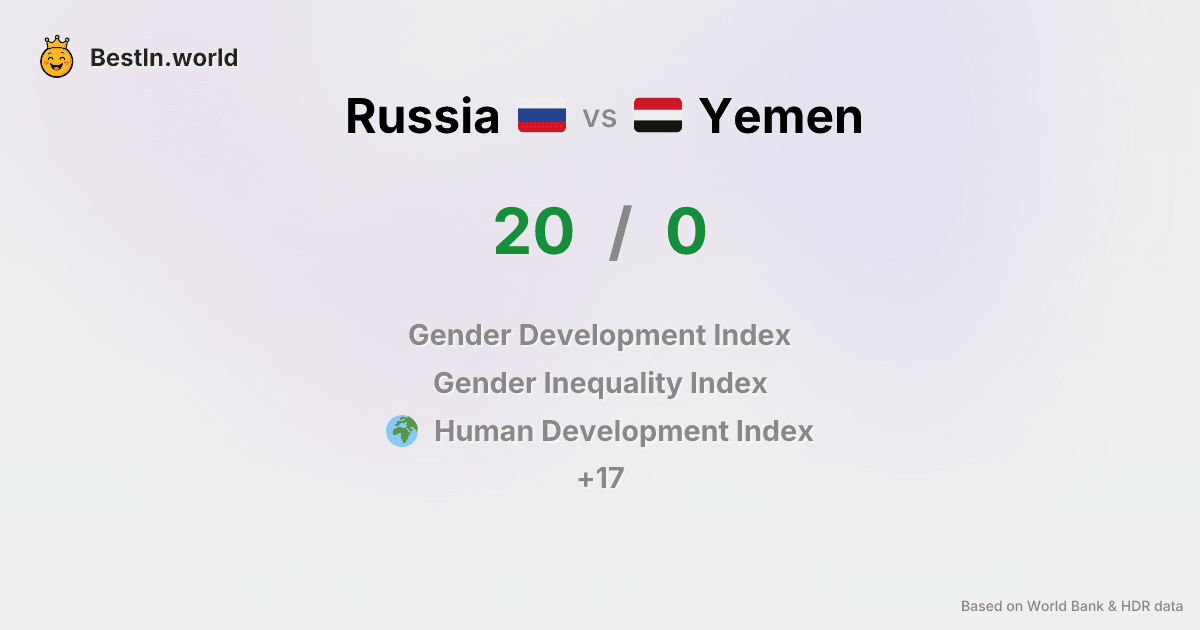 BestIn.world
Russia vs Yemen
20 / 0
Gender Development Index
Gender Inequality Index
Human Development Index
+17
Based on World Bank & HDR data